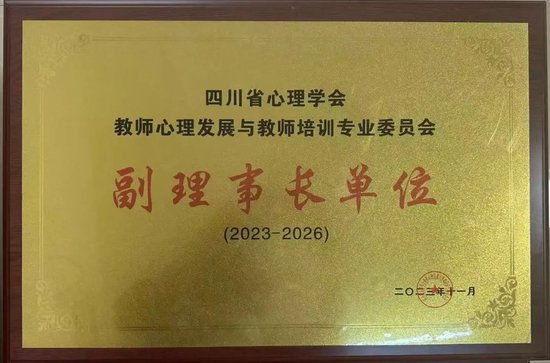 四川省心理学会
教师心理发展与教师培训专业委员会
副理事长单位
(2023-2026)
二〇二三年十一月